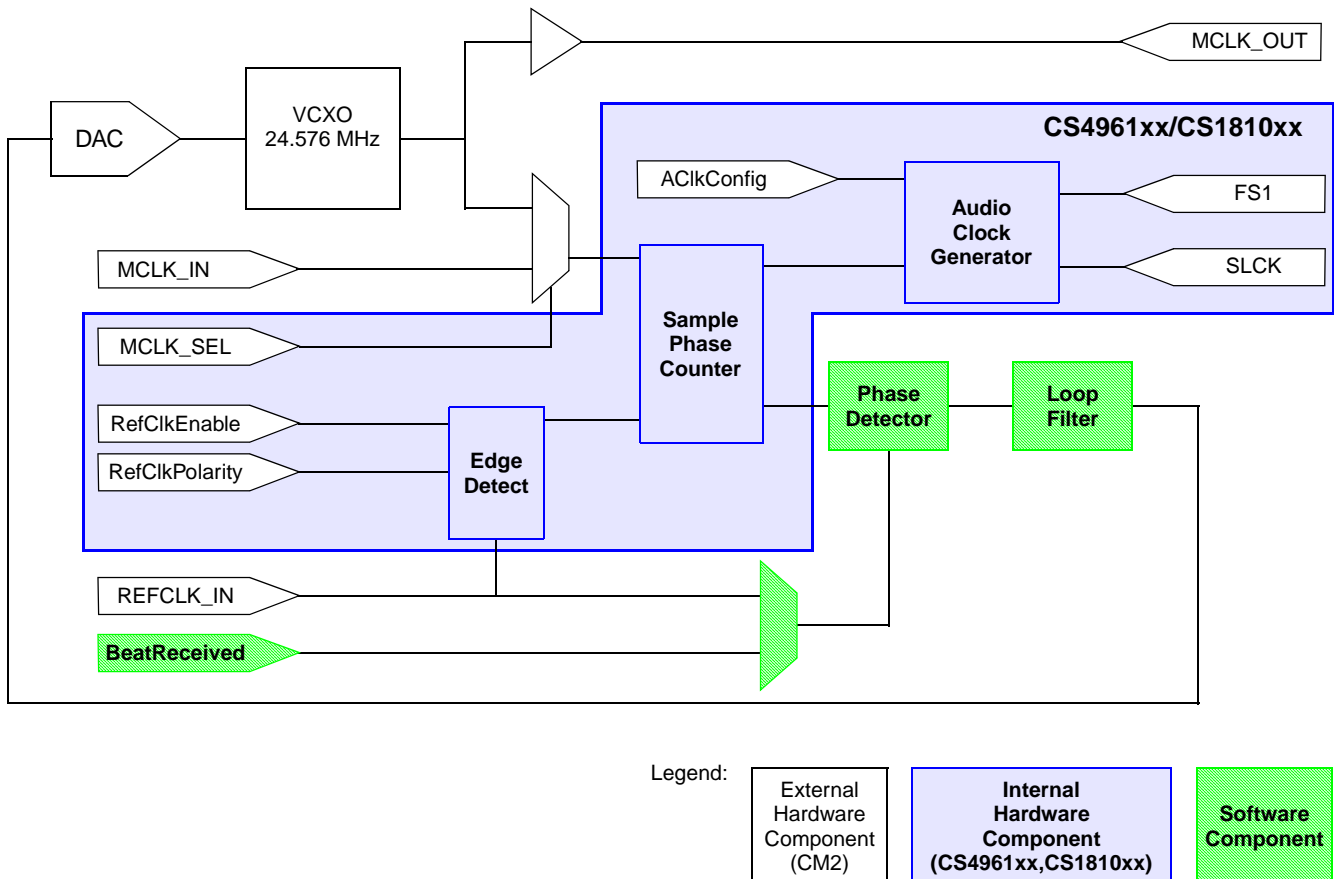 MCLK_OUT
VCXO
24.576 MHz
DAC
CS4961xx/CS1810xx
AClkConfig
Audio
Clock
Generator
FS1
SLCK
MCLK_IN
MCLK_SEL
Sample
Phase
Counter
RefClkEnable
RefClkPolarity
Edge
Detect
Phase
Detector
Loop
Filter
REFCLK_IN
BeatReceived
Legend:
External
Hardware
Component
(CM2)
Internal
Hardware
Component
(CS4961xx,CS1810xx)
Software
Component